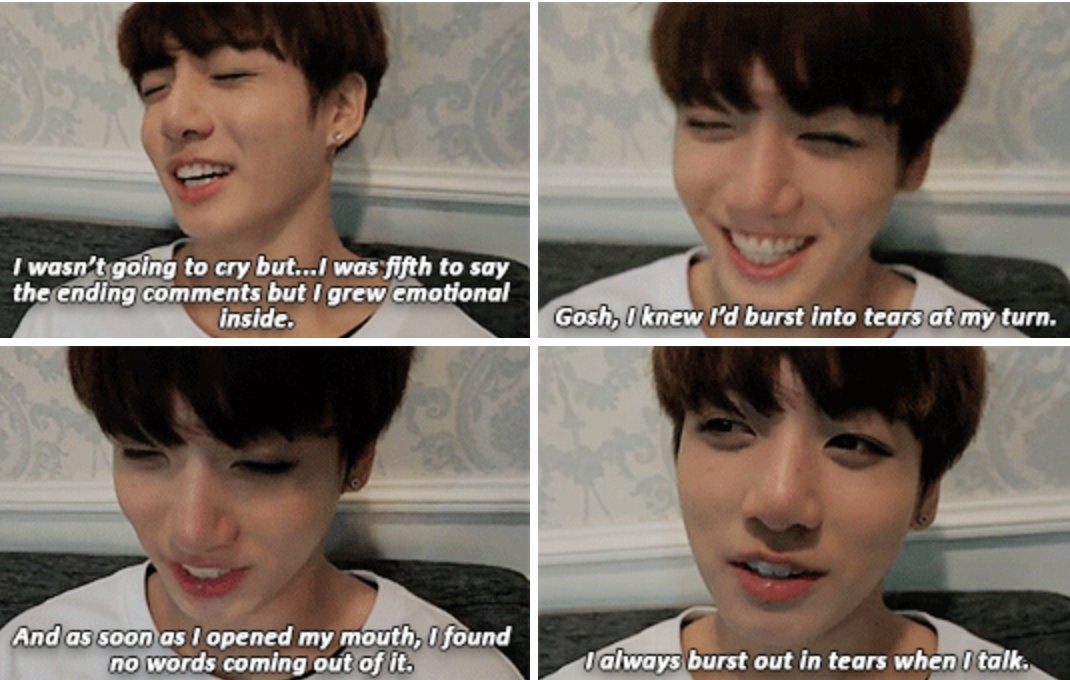 I wasn't going to cry but...I was fifth to say
the ending comments but I grew emotional
inside.
Gosh, I knew I'd burst into tears at my turn.
And as soon as I opened my mouth, I found
no words coming out of it.
I always burst out in tears when I talk.